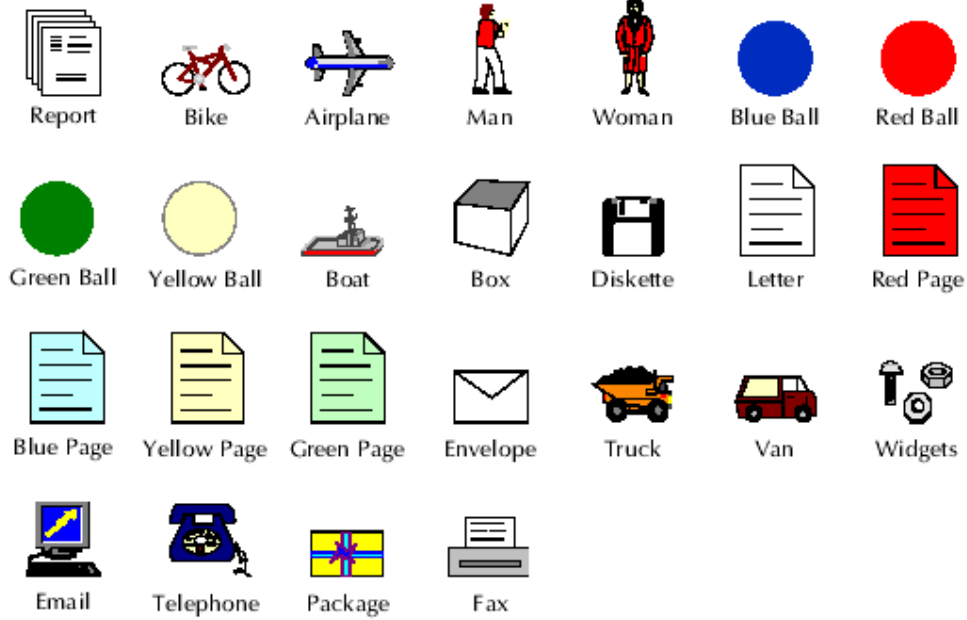 Report Bike Airplane Man Woman Blue Ball Red Ball
Green Ball Yellow Ball Boat Box Diskette Letter Red Page
Blue Page Yellow Page Green Page Envelope Truck Van Widgets
Email Telephone Package Fax